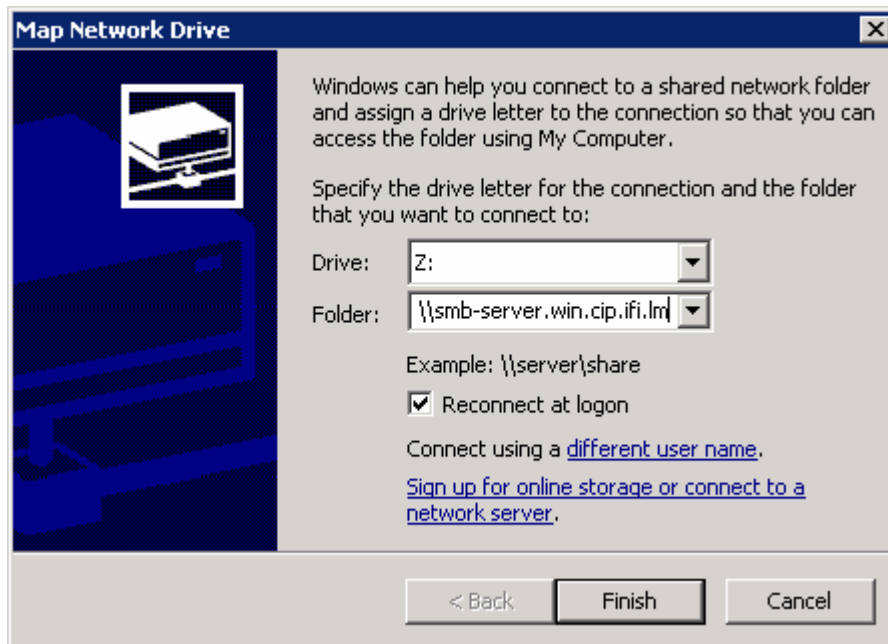 Map Network Drive
Windows can help you connect to a shared network folder
and assign a drive letter to the connection so that you can
access the folder using My Computer.
Specify the drive letter for the connection and the folder
that you want to connect to:
Drive: Z:
Folder: \\smb-server.win.cip.ifi.lm
Example: \\server\share
Reconnect at logon
Connect using a different user name.
Sign up for online storage or connect to a
network server.
< Back Finish Cancel